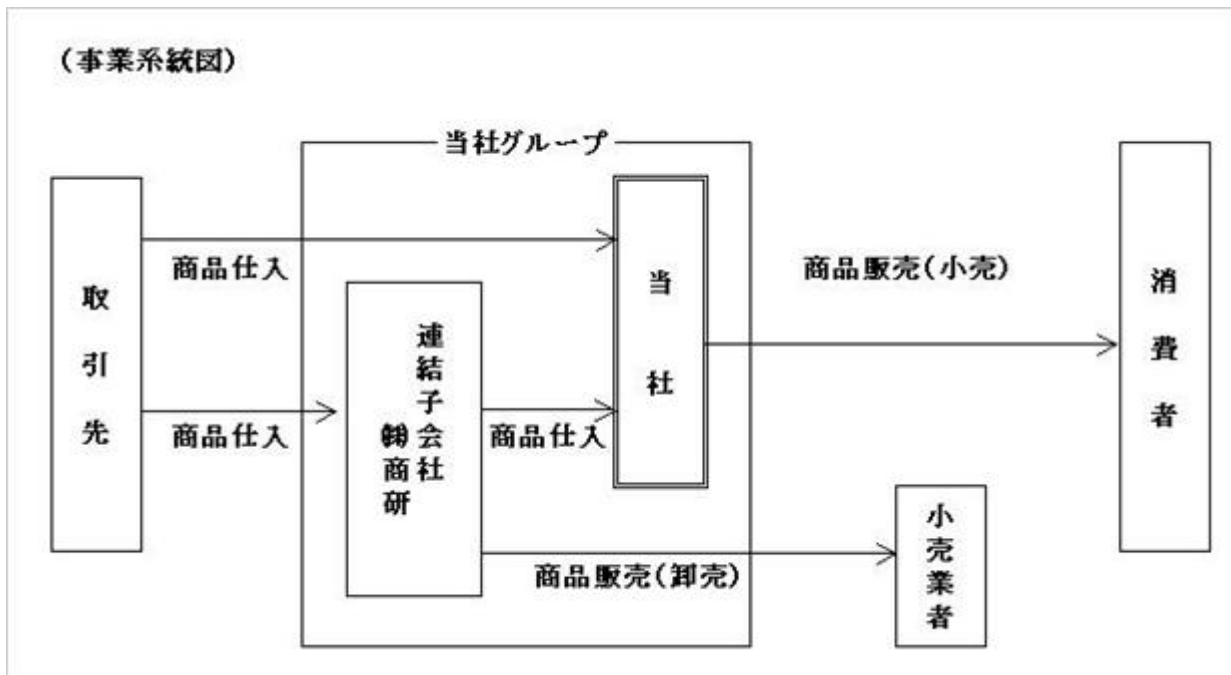 (事業系統図)
当社グループ
取引先
商品仕入
商品仕入
連結子会社
㈱商研
商品仕入
当社
商品販売(小売)
商品販売(卸売)
小売業者
消費者